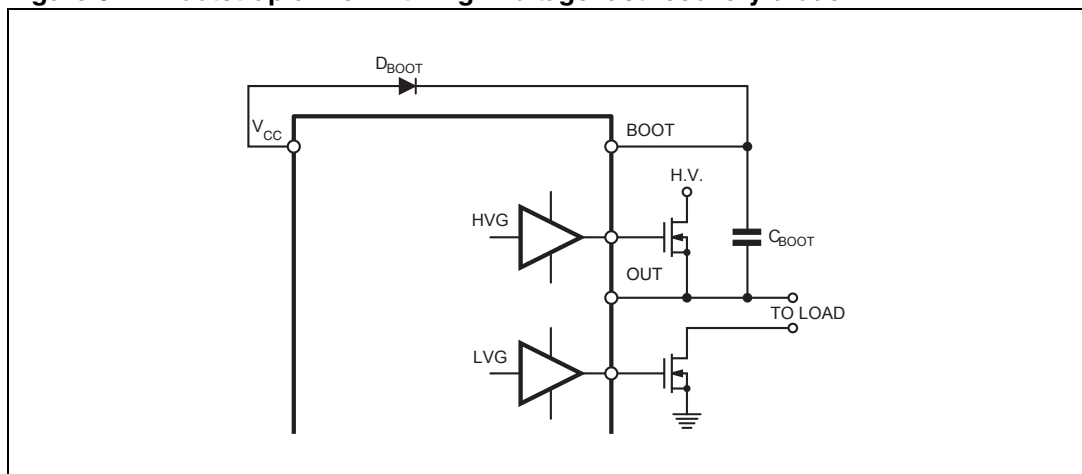 D_BOOT
V_CC
BOOT
H.V.
HVG
C_BOOT
OUT
TO LOAD
LVG